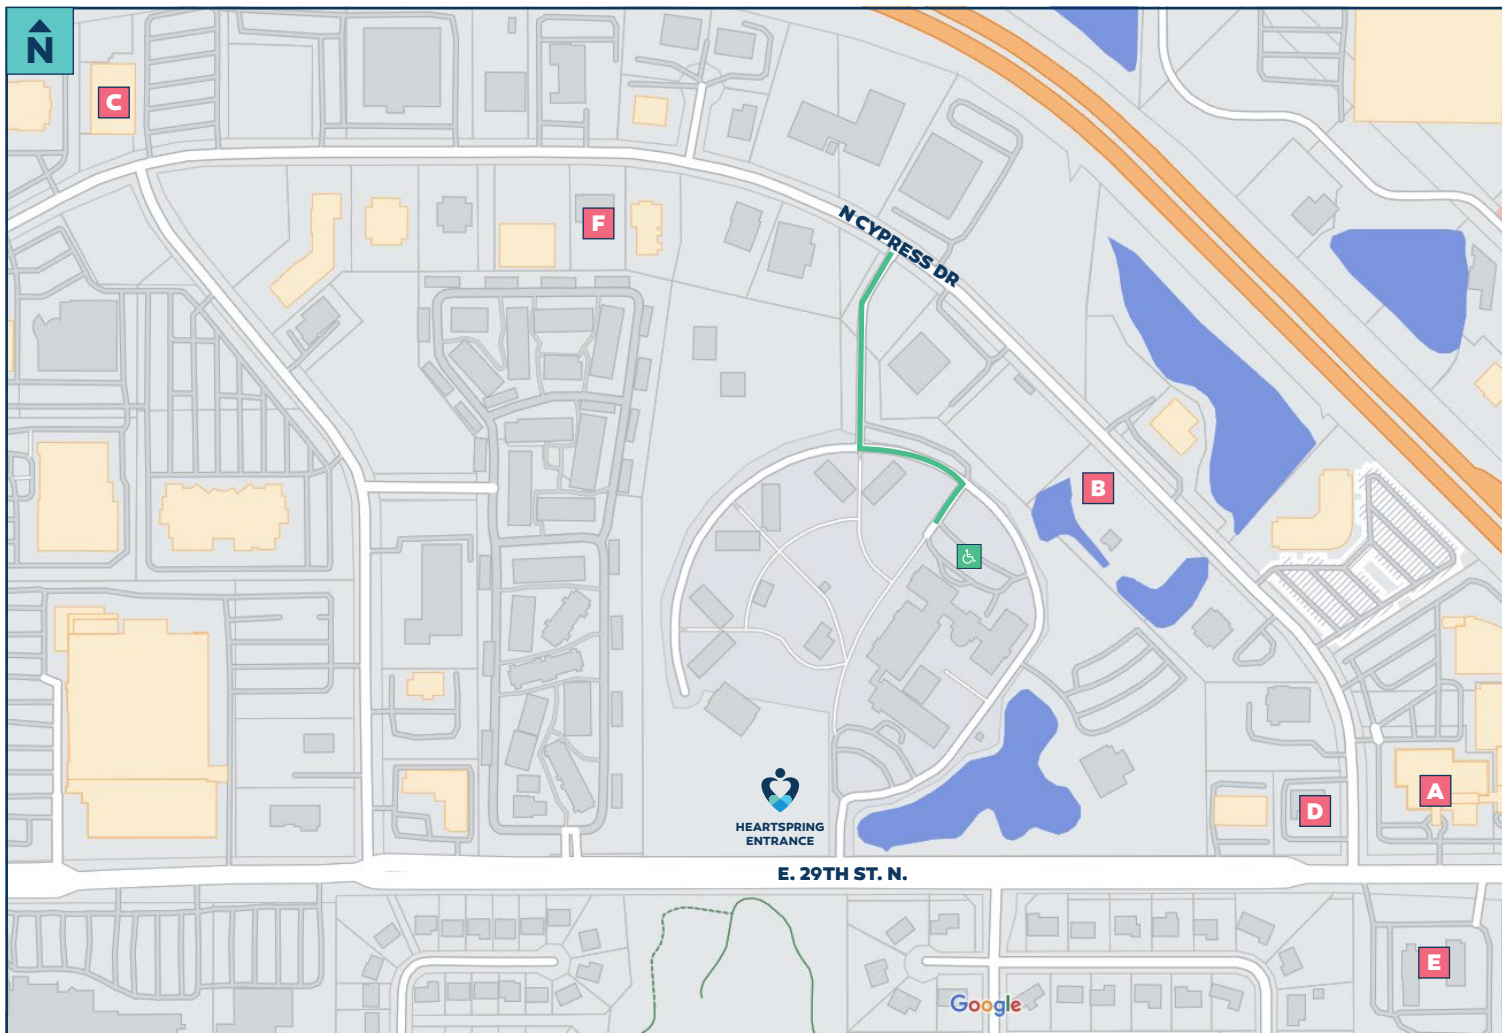 N
C
F
N CYPRESS DR
B
HEARTSPRING
ENTRANCE
A
D
E. 29TH ST. N.
E
Google